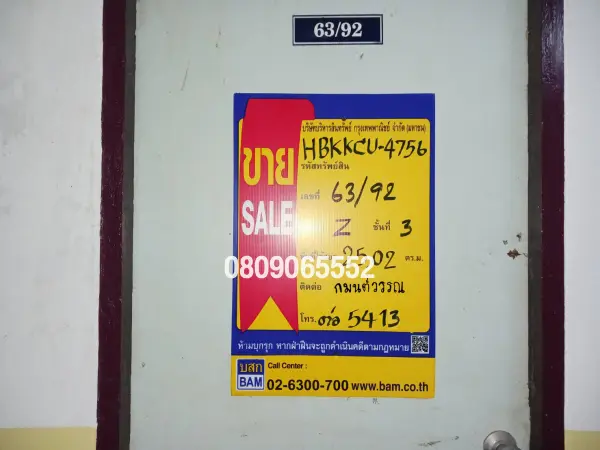 63/92
บริษัทบริหารสินทรัพย์ กรุงเทพพาณิชย์ จำกัด (มหาชน)
ขาย
SALE
HBKKCU-4756
รหัสทรัพย์สิน
เลขที่ 63/92
Z ชั้นที่ 3
25.02 ตร.ม.
0809065552
ติดต่อ กมนต์วรรณ
โทร. ต่อ 5413
ห้ามบุกรุก หากฝ่าฝืนจะถูกดำเนินคดีตามกฎหมาย
บสก
BAM
Call Center :
02-6300-700 www.bam.co.th